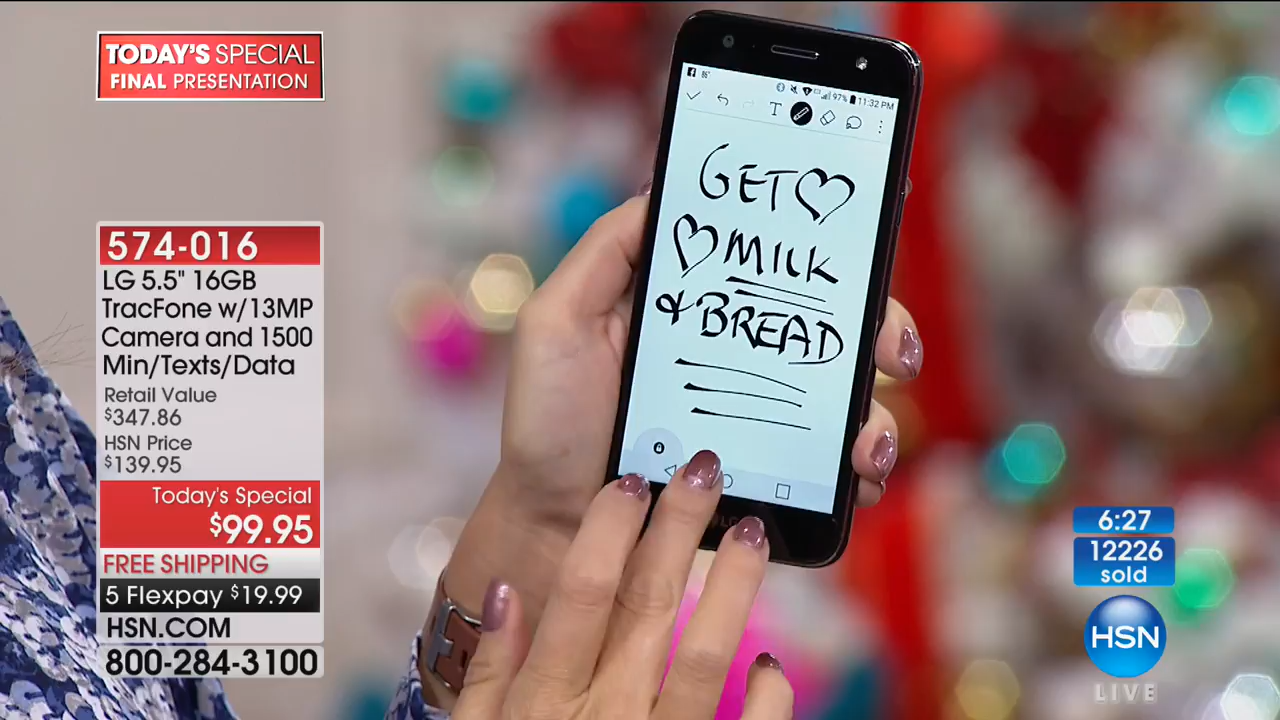 TODAY'S SPECIAL
FINAL PRESENTATION
574-016
LG 5.5" 16GB
TracFone w/13MP
Camera and 1500
Min/Texts/Data
Retail Value
$347.86
HSN Price
$139.95
Today's Special
$99.95
FREE SHIPPING
5 Flexpay $19.99
HSN.COM
800-284-3100
86°
97% 11:32 PM
T
GET
MILK
& BREAD
LG
6:27
12226
sold
HSN
LIVE